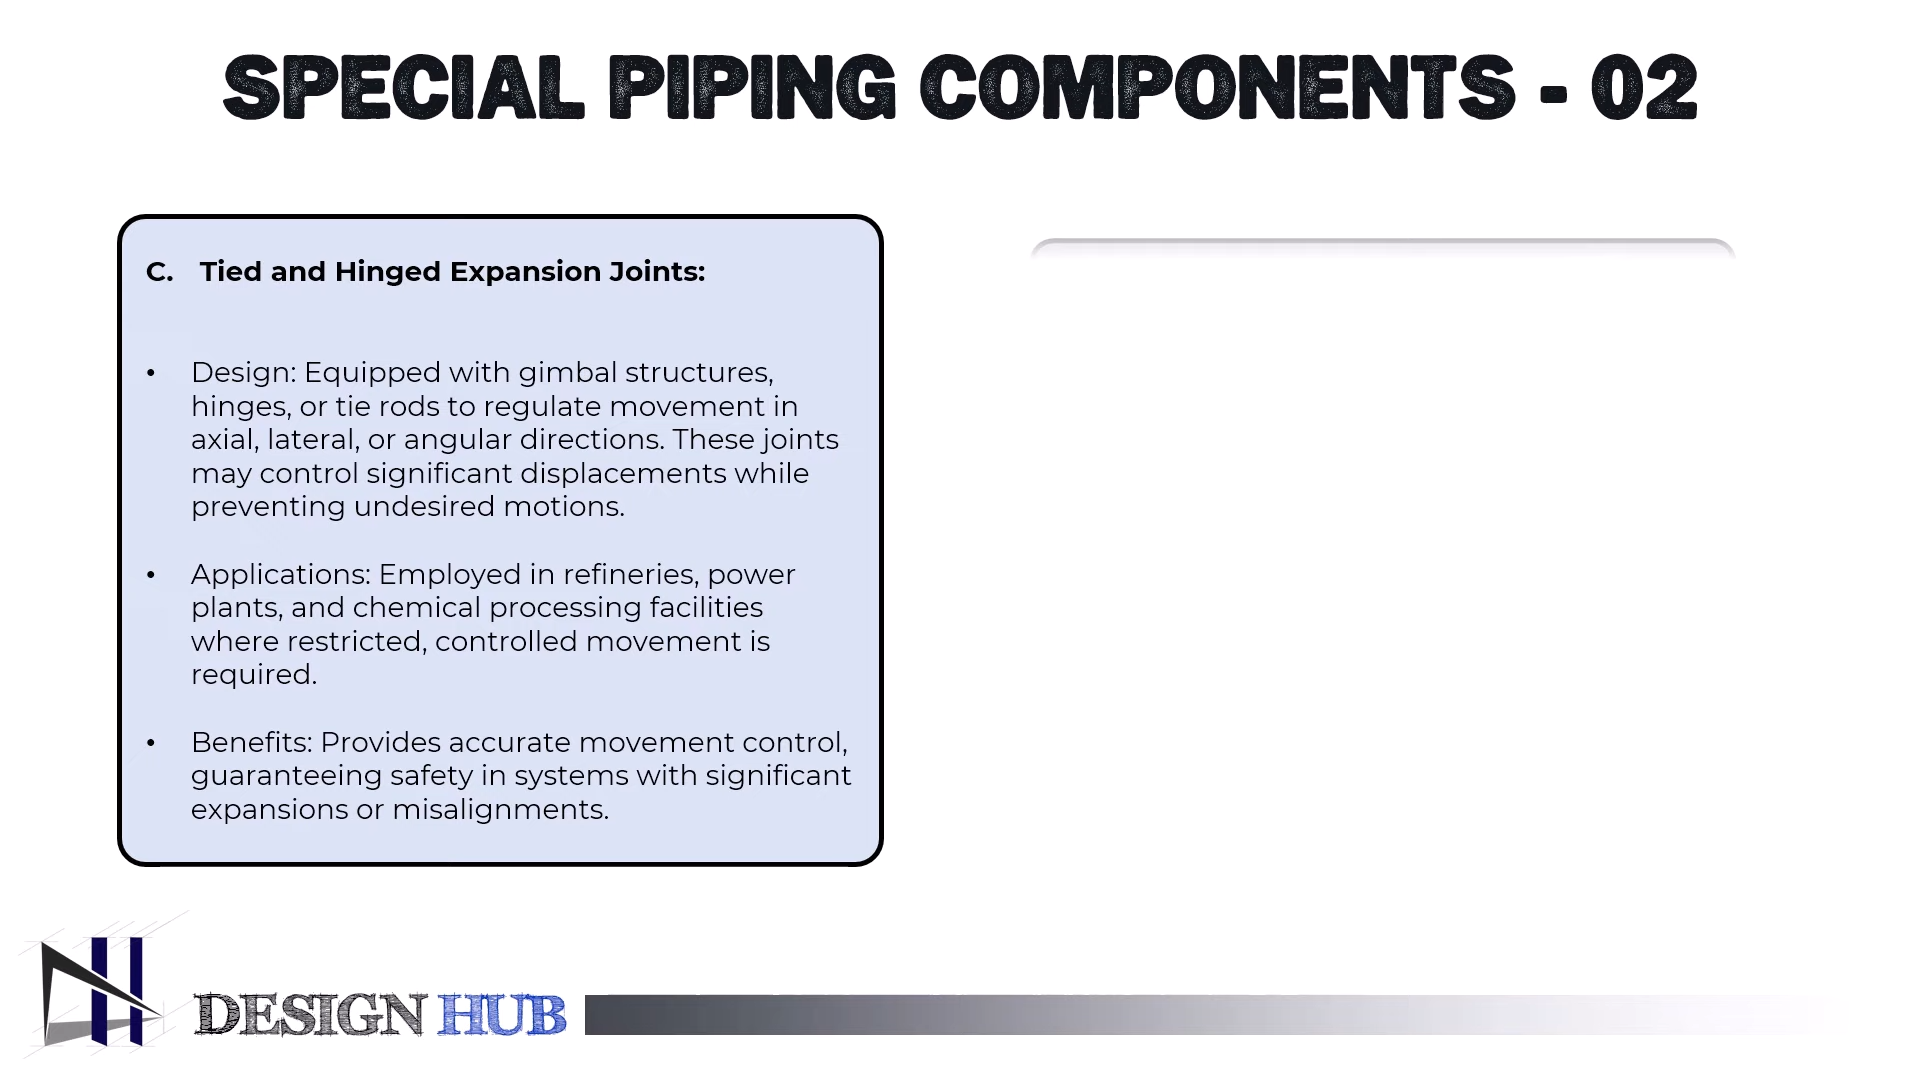 SPECIAL PIPING COMPONENTS - 02
C. Tied and Hinged Expansion Joints:
• Design: Equipped with gimbal structures,
hinges, or tie rods to regulate movement in
axial, lateral, or angular directions. These joints
may control significant displacements while
preventing undesired motions.
• Applications: Employed in refineries, power
plants, and chemical processing facilities
where restricted, controlled movement is
required.
• Benefits: Provides accurate movement control,
guaranteeing safety in systems with significant
expansions or misalignments.
DESIGN HUB